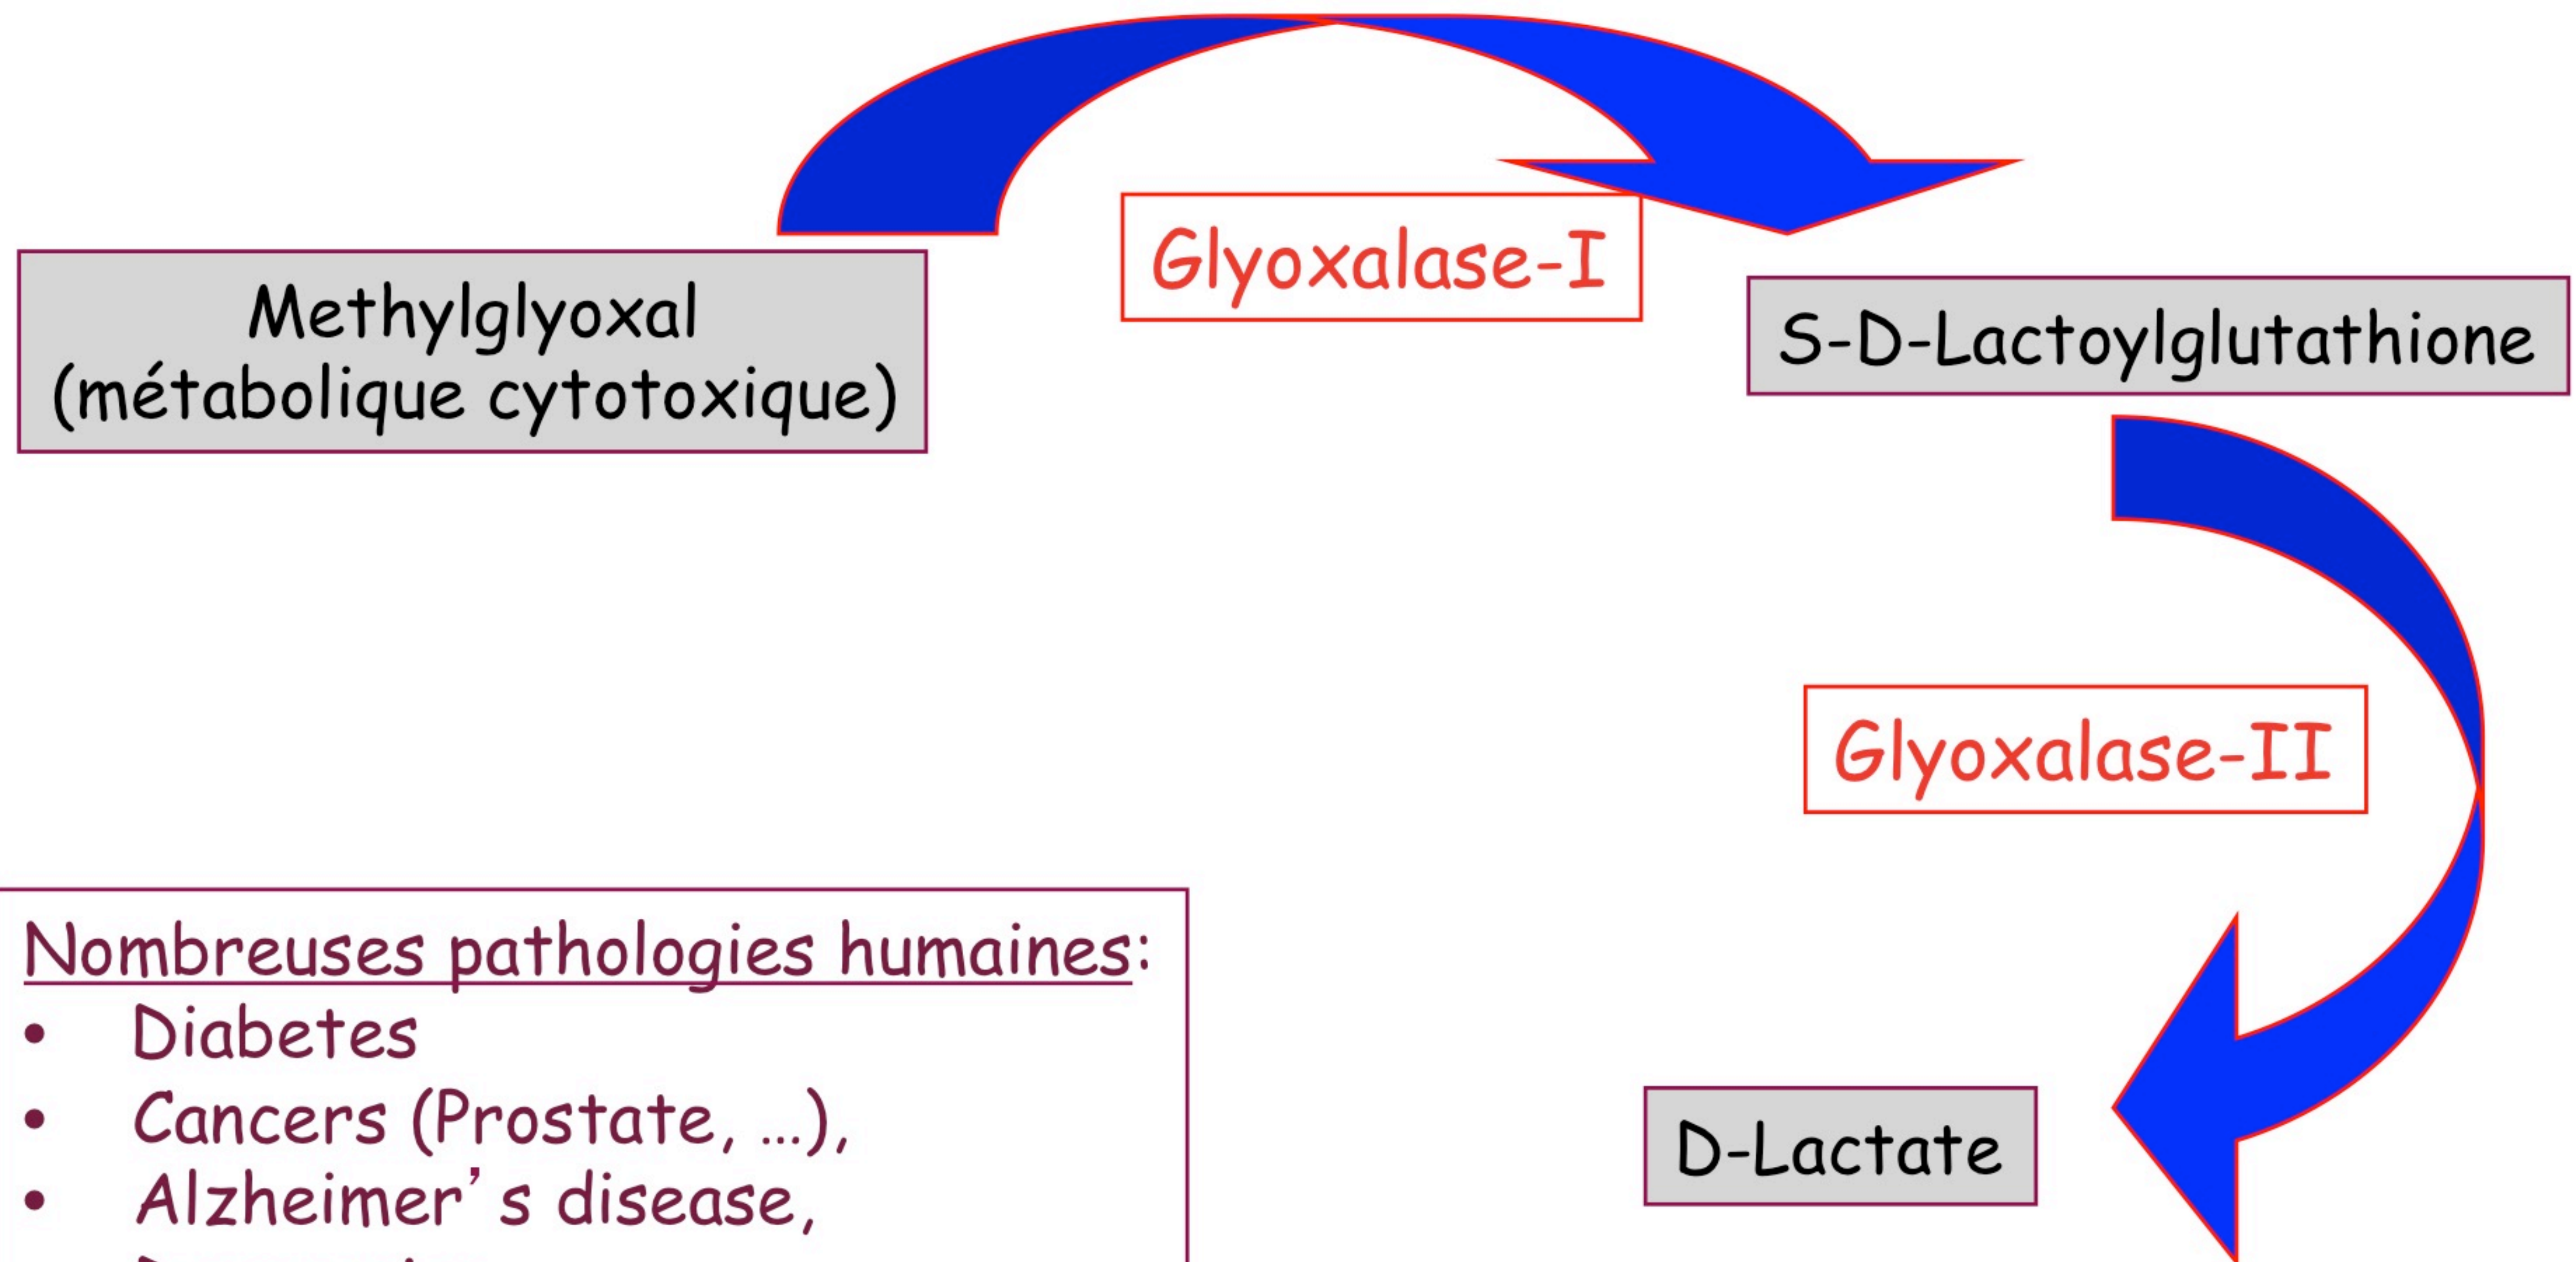 Glyoxalase-I
Methylglyoxal
(métabolique cytotoxique)
S-D-Lactoylglutathione
Glyoxalase-II
Nombreuses pathologies humaines:
• Diabetes
• Cancers (Prostate, …),
• Alzheimer’s disease,
D-Lactate